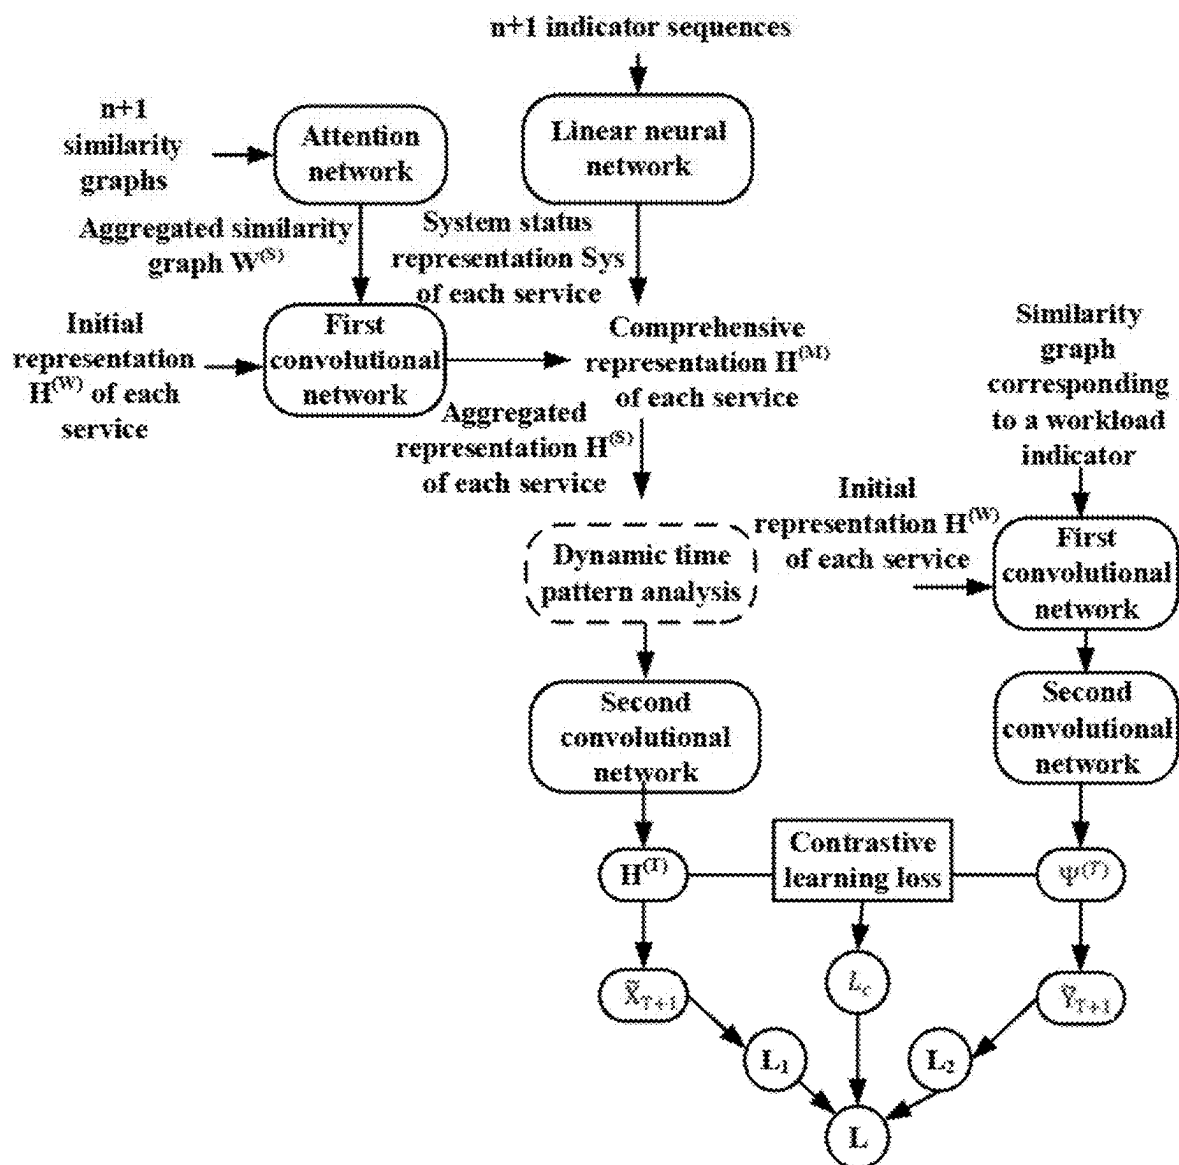 n+1 indicator sequences
n+1
similarity
graphs
Attention
network
Linear neural
network
Aggregated similarity
graph W(S)
System status
representation Sys
of each service
Initial
representation
H(W) of each
service
First
convolutional
network
Comprehensive
representation H(M)
of each service
Aggregated
representation H(S)
of each service
Similarity
graph
corresponding
to a workload
indicator
Initial
representation H(W)
of each service
Dynamic time
pattern analysis
First
convolutional
network
Second
convolutional
network
Second
convolutional
network
H(T)
Contrastive
learning loss
Ψ(T)
X̃T+1
Lc
ỸT+1
L1
L2
L